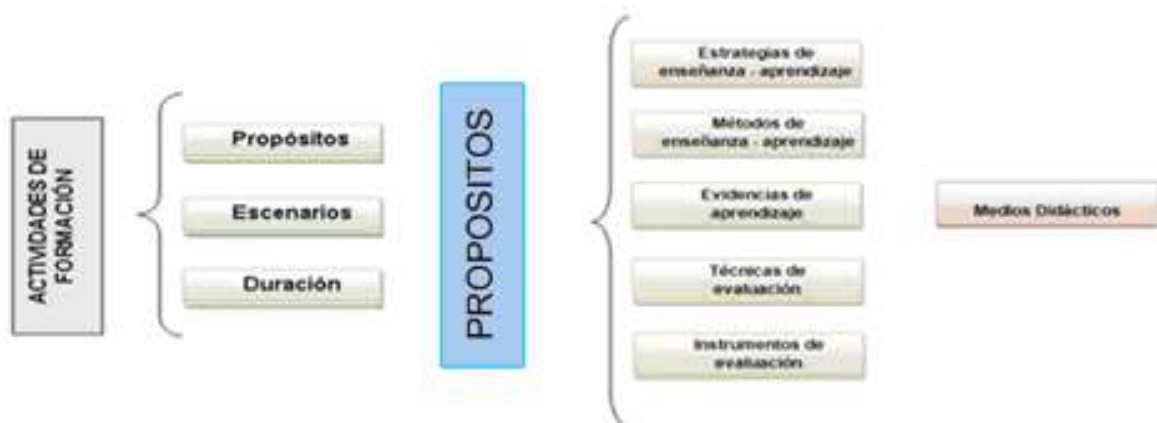 ACTIVIDADES DE
FORMACIÓN
Propósitos
Escenarios
Duración
PROPOSITOS
Estrategias de
enseñanza - aprendizaje
Métodos de
enseñanza - aprendizaje
Evidencias de
aprendizaje
Técnicas de
evaluación
Instrumentos de
evaluación
Medios Didácticos